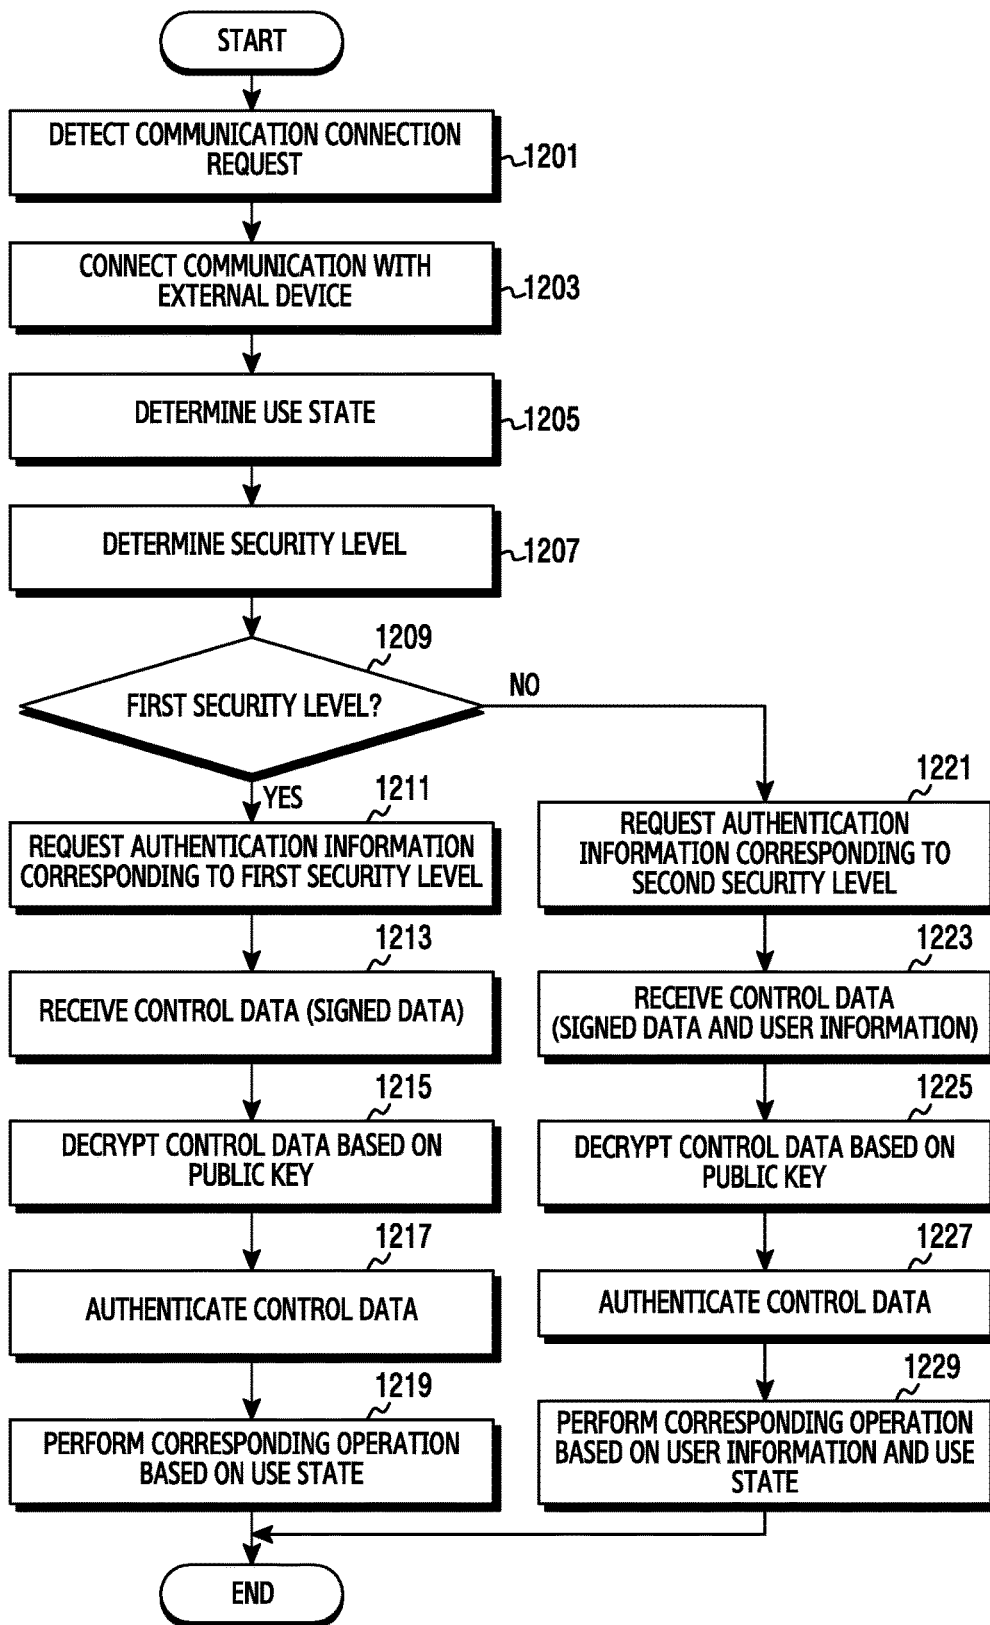 START
DETECT COMMUNICATION CONNECTION
REQUEST
1201
CONNECT COMMUNICATION WITH
EXTERNAL DEVICE
1203
DETERMINE USE STATE
1205
DETERMINE SECURITY LEVEL
1207
1209
FIRST SECURITY LEVEL?
NO
YES
1211
REQUEST AUTHENTICATION INFORMATION
CORRESPONDING TO FIRST SECURITY LEVEL
1213
RECEIVE CONTROL DATA (SIGNED DATA)
1215
DECRYPT CONTROL DATA BASED ON
PUBLIC KEY
1217
AUTHENTICATE CONTROL DATA
1219
PERFORM CORRESPONDING OPERATION
BASED ON USE STATE
1221
REQUEST AUTHENTICATION
INFORMATION CORRESPONDING TO
SECOND SECURITY LEVEL
1223
RECEIVE CONTROL DATA
(SIGNED DATA AND USER INFORMATION)
1225
DECRYPT CONTROL DATA BASED ON
PUBLIC KEY
1227
AUTHENTICATE CONTROL DATA
1229
PERFORM CORRESPONDING OPERATION
BASED ON USER INFORMATION AND USE
STATE
END